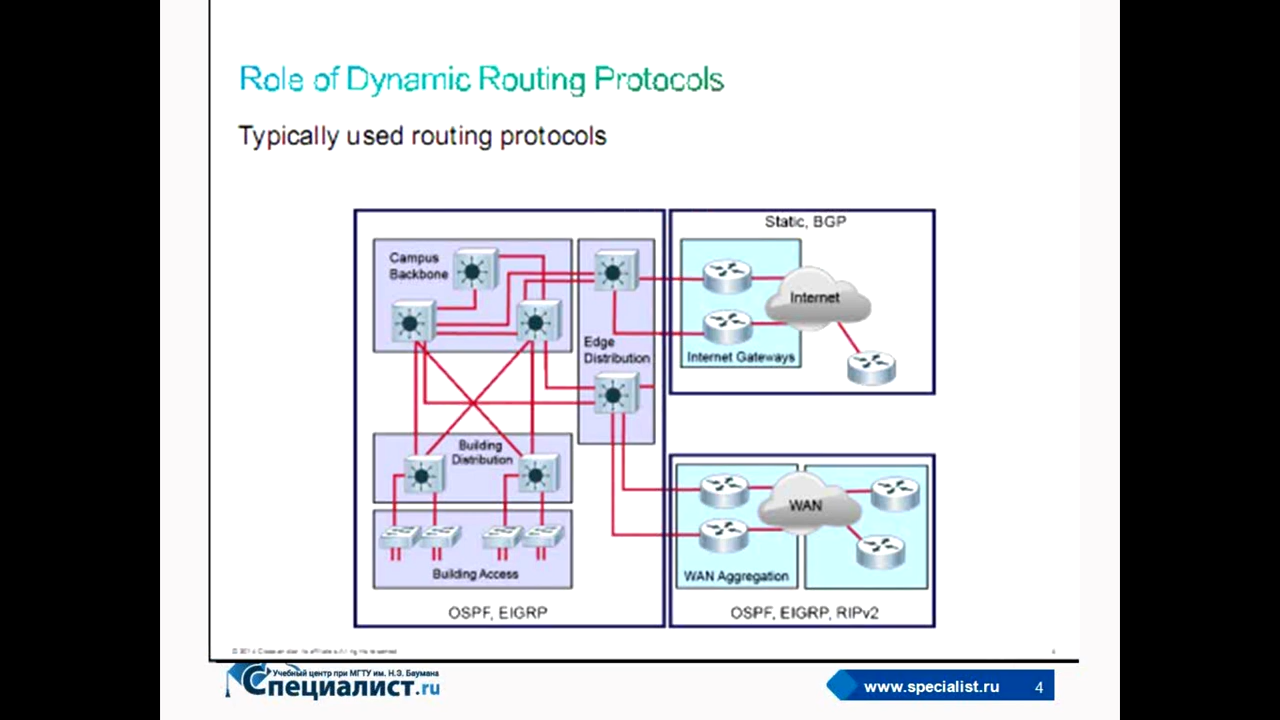 Role of Dynamic Routing Protocols
Typically used routing protocols
Static, BGP
Campus
Backbone
Internet
Edge
Distribution
Internet Gateways
Building
Distribution
WAN
Building Access
WAN Aggregation
OSPF, EIGRP
OSPF, EIGRP, RIPv2
Учебный центр при МГТУ им. Н.Э. Баумана
Специалист.ru
www.specialist.ru
4